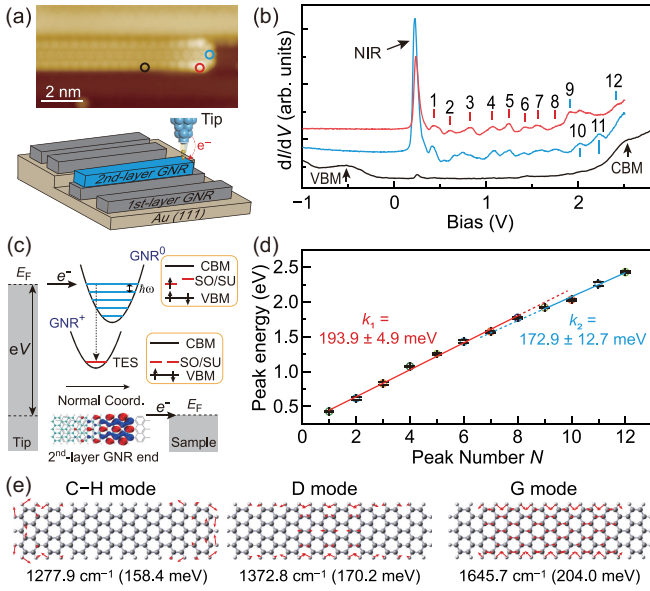 (a)
2 nm
Tip
e⁻
2nd-layer GNR
1st-layer GNR
Au (111)
(b)
dI/dV (arb. units)
NIR
1 2 3 4 5 6 7 8 9 10 11 12
VBM
CBM
-1 0 1 2
Bias (V)
(c)
E_F
e⁻
GNR⁰
ħω
CBM
SO/SU
VBM
GNR⁺
eV
TES
CBM
SO/SU
VBM
Normal Coord.
e⁻
E_F
Tip
2ⁿᵈ-layer GNR end
Sample
(d)
Peak energy (eV)
2.5
2.0
1.5
1.0
0.5
k₁ =
193.9 ± 4.9 meV
k₂ =
172.9 ± 12.7 meV
0 2 4 6 8 10 12
Peak Number N
(e)
C−H mode
D mode
G mode
1277.9 cm⁻¹ (158.4 meV)
1372.8 cm⁻¹ (170.2 meV)
1645.7 cm⁻¹ (204.0 meV)